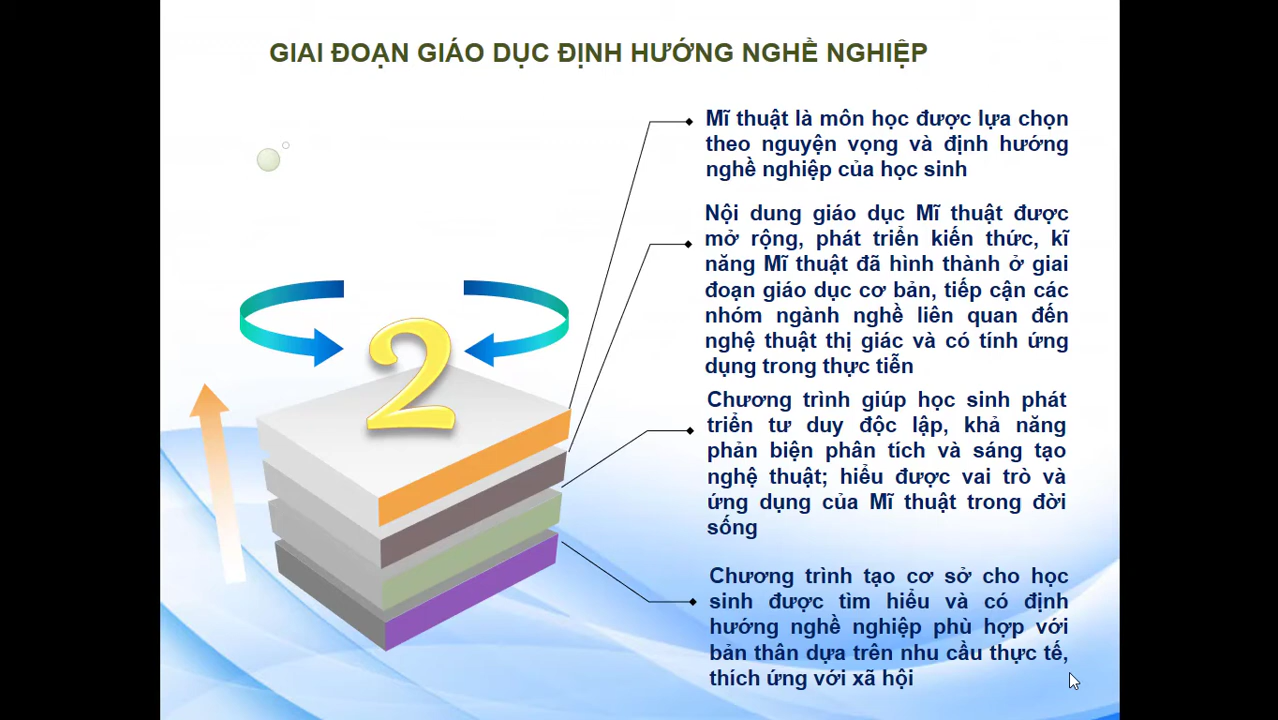 GIAI ĐOẠN GIÁO DỤC ĐỊNH HƯỚNG NGHỀ NGHIỆP
Mĩ thuật là môn học được lựa chọn
theo nguyện vọng và định hướng
nghề nghiệp của học sinh
Nội dung giáo dục Mĩ thuật được
mở rộng, phát triển kiến thức, kĩ
năng Mĩ thuật đã hình thành ở giai
đoạn giáo dục cơ bản, tiếp cận các
nhóm ngành nghề liên quan đến
nghệ thuật thị giác và có tính ứng
dụng trong thực tiễn
Chương trình giúp học sinh phát
triển tư duy độc lập, khả năng
phản biện phân tích và sáng tạo
nghệ thuật; hiểu được vai trò và
ứng dụng của Mĩ thuật trong đời
sống
Chương trình tạo cơ sở cho học
sinh được tìm hiểu và có định
hướng nghề nghiệp phù hợp với
bản thân dựa trên nhu cầu thực tế,
thích ứng với xã hội
2